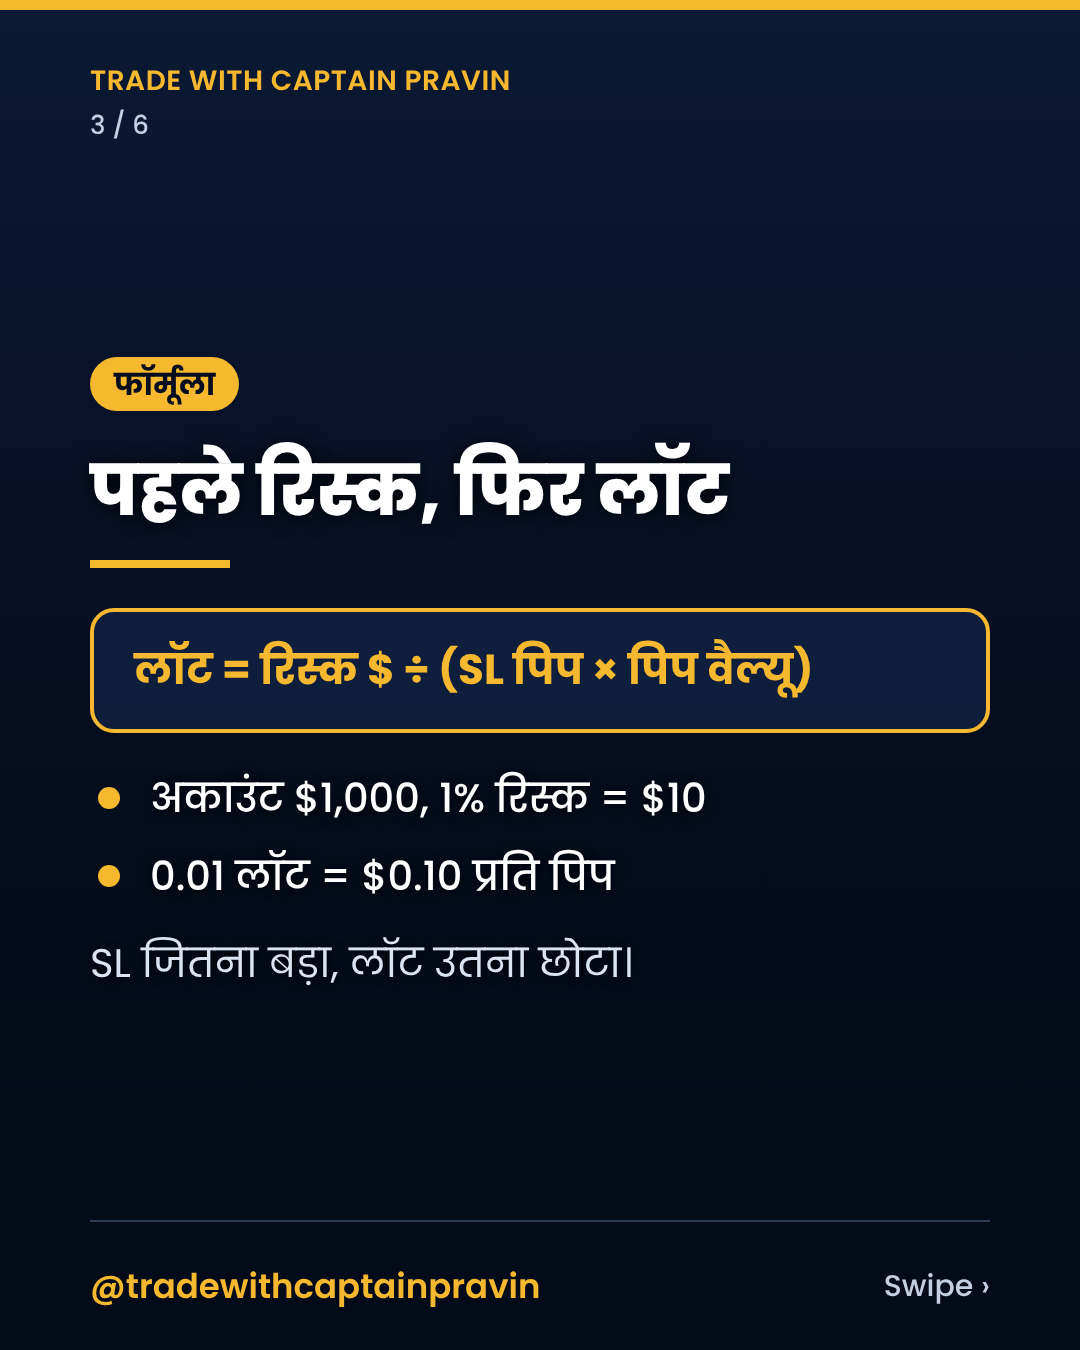 TRADE WITH CAPTAIN PRAVIN
3 / 6
फॉर्मूला
पहले रिस्क, फिर लॉट
लॉट = रिस्क $ ÷ (SL पिप × पिप वैल्यू)
अकाउंट $1,000, 1% रिस्क = $10
0.01 लॉट = $0.10 प्रति पिप
SL जितना बड़ा, लॉट उतना छोटा।
@tradewithcaptainpravin
Swipe ›